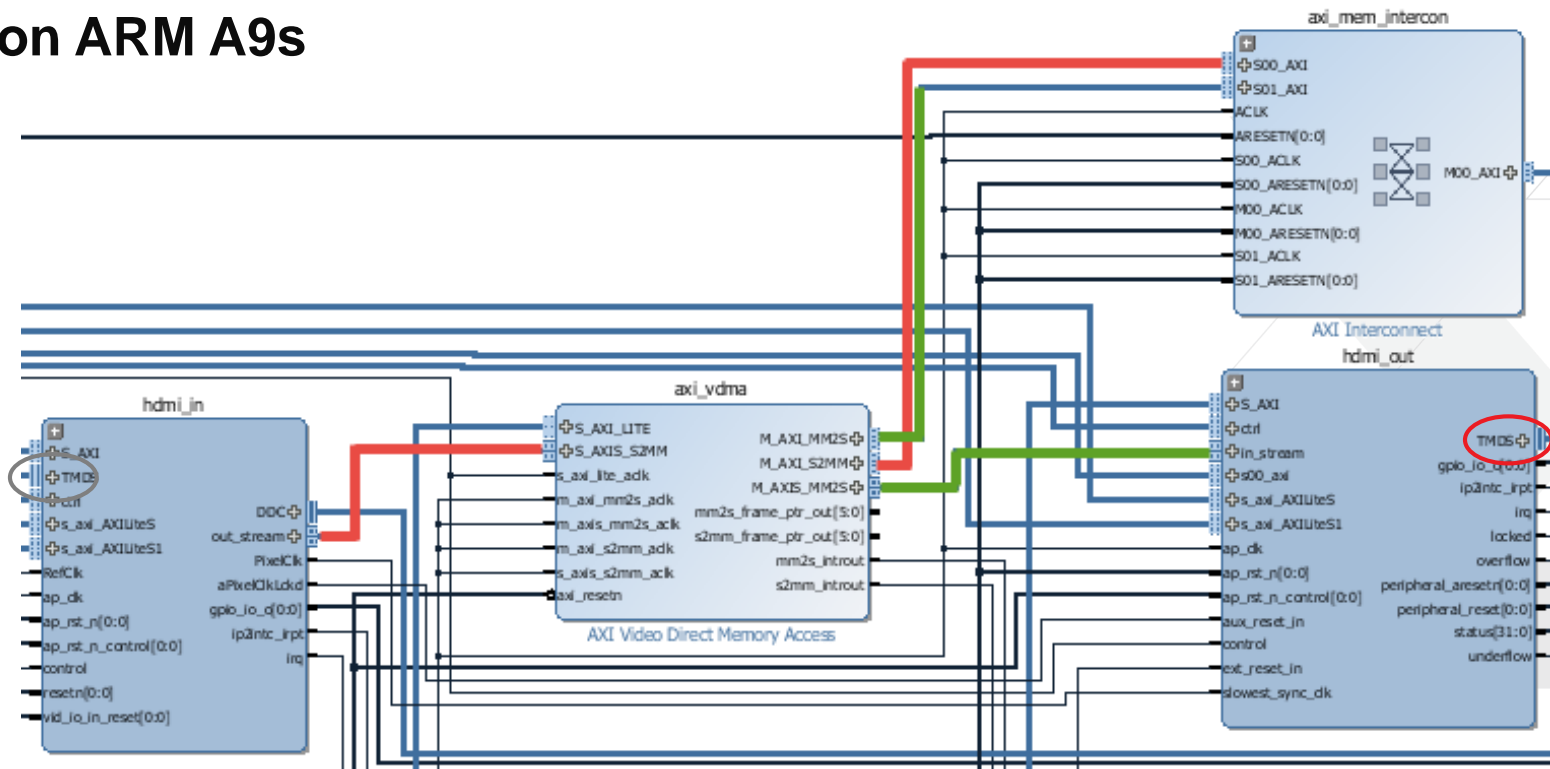 on ARM A9s
axi_mem_intercon
S00_AXI
S01_AXI
ACLK
ARESETN[0:0]
S00_ACLK
S00_ARESETN[0:0]
M00_ACLK
M00_ARESETN[0:0]
S01_ACLK
S01_ARESETN[0:0]
M00_AXI
AXI Interconnect
hdmi_in
S_AXI
TMDS
ctrl
s_axi_AXILiteS
s_axi_AXILiteS1
RefClk
ap_clk
ap_rst_n[0:0]
ap_rst_n_control[0:0]
control
resetn[0:0]
vid_io_in_reset[0:0]
DDC
out_stream
PixelClk
aPixelClkLckd
gpio_io_o[0:0]
ip2intc_irpt
irq
axi_vdma
S_AXI_LITE
S_AXIS_S2MM
s_axi_lite_aclk
m_axi_mm2s_aclk
m_axis_mm2s_aclk
m_axi_s2mm_aclk
s_axis_s2mm_aclk
axi_resetn
M_AXI_MM2S
M_AXI_S2MM
M_AXIS_MM2S
mm2s_frame_ptr_out[5:0]
s2mm_frame_ptr_out[5:0]
mm2s_introut
s2mm_introut
AXI Video Direct Memory Access
hdmi_out
S_AXI
ctrl
in_stream
s00_axi
s_axi_AXILiteS
s_axi_AXILiteS1
ap_clk
ap_rst_n[0:0]
ap_rst_n_control[0:0]
aux_reset_in
control
ext_reset_in
slowest_sync_clk
TMDS
gpio_io_o[0:0]
ip2intc_irpt
irq
locked
overflow
peripheral_aresetn[0:0]
peripheral_reset[0:0]
status[31:0]
underflow